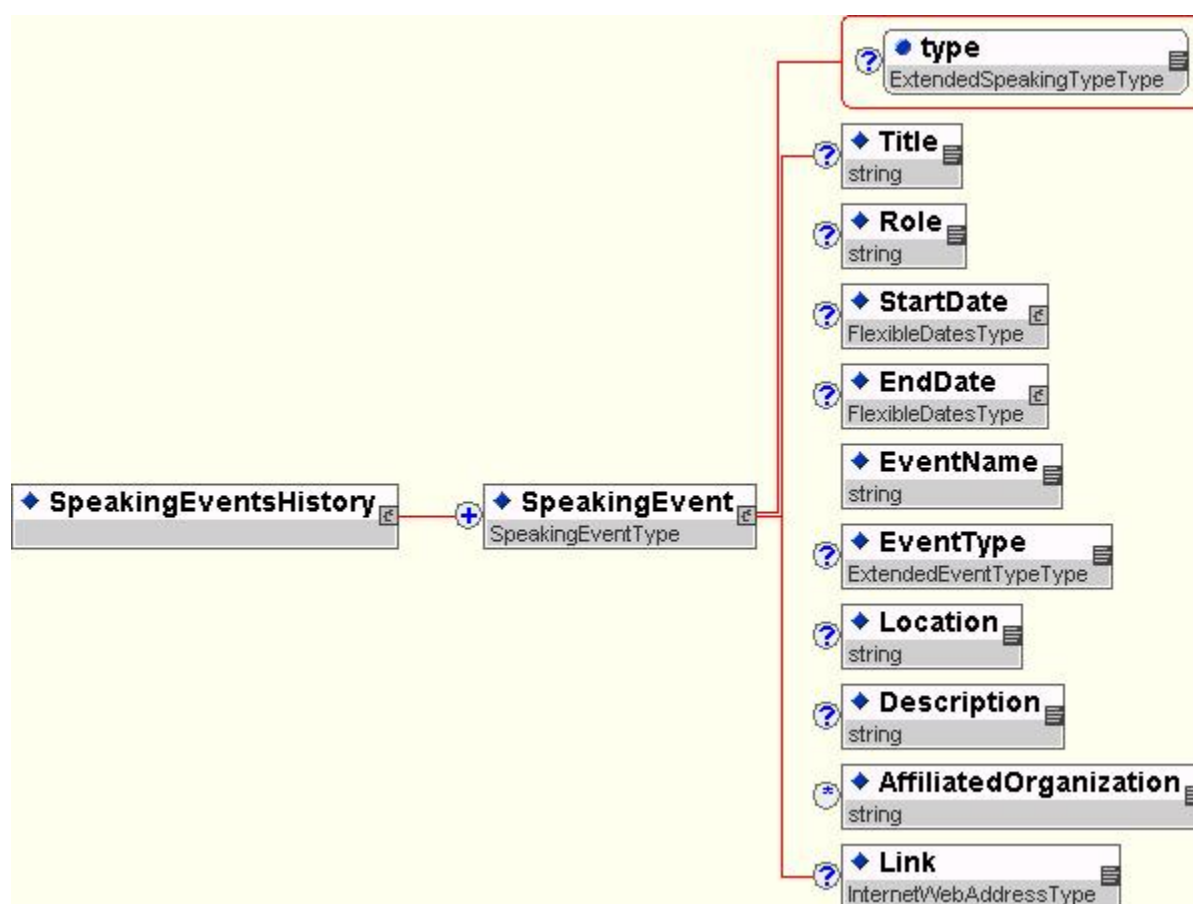 type
ExtendedSpeakingTypeType
Title
string
Role
string
StartDate
FlexibleDatesType
EndDate
FlexibleDatesType
EventName
string
SpeakingEventsHistory
SpeakingEvent
SpeakingEventType
EventType
ExtendedEventTypeType
Location
string
Description
string
AffiliatedOrganization
string
Link
InternetWebAddressType